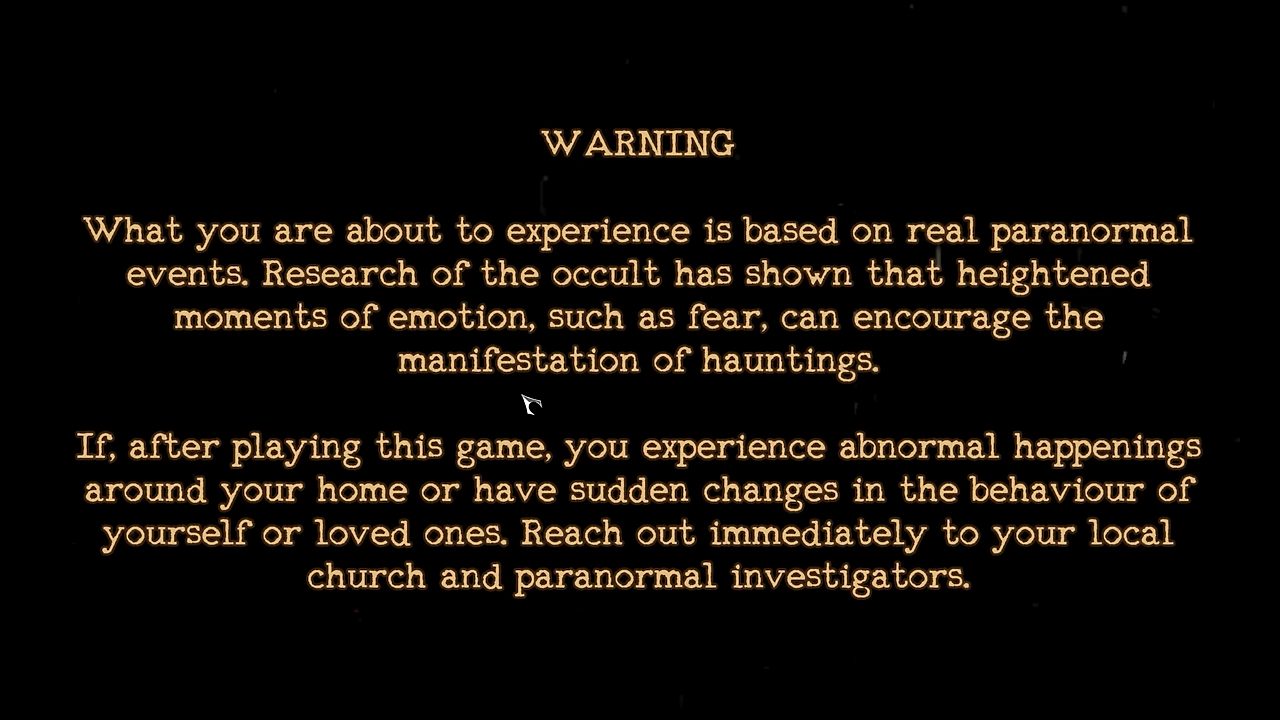 WARNING
What you are about to experience is based on real paranormal
events. Research of the occult has shown that heightened
moments of emotion, such as fear, can encourage the
manifestation of hauntings.
If, after playing this game, you experience abnormal happenings
around your home or have sudden changes in the behaviour of
yourself or loved ones. Reach out immediately to your local
church and paranormal investigators.